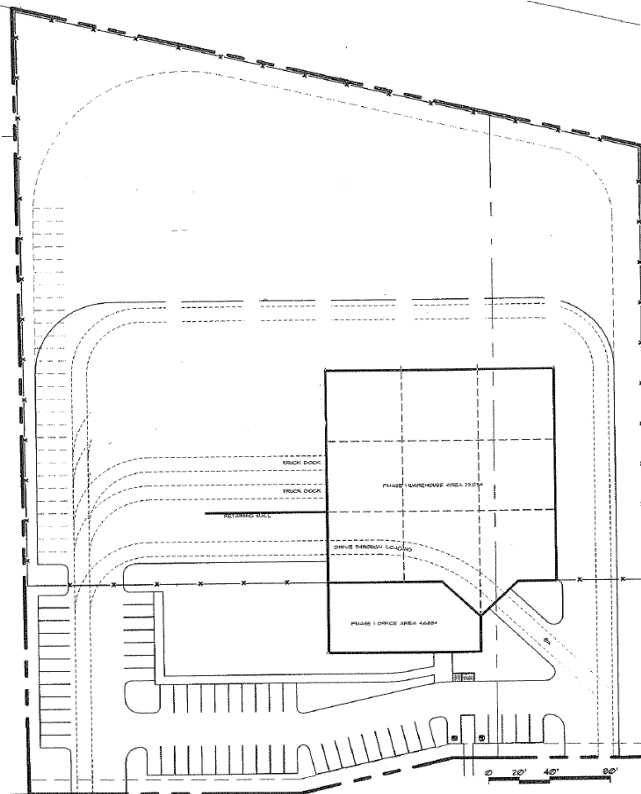 TRUCK DOCK
PHASE I WAREHOUSE AREA
TRUCK DOCK
RETAINING WALL
DRIVE THROUGH LOADING
PHASE I OFFICE AREA
0 20' 40' 80'